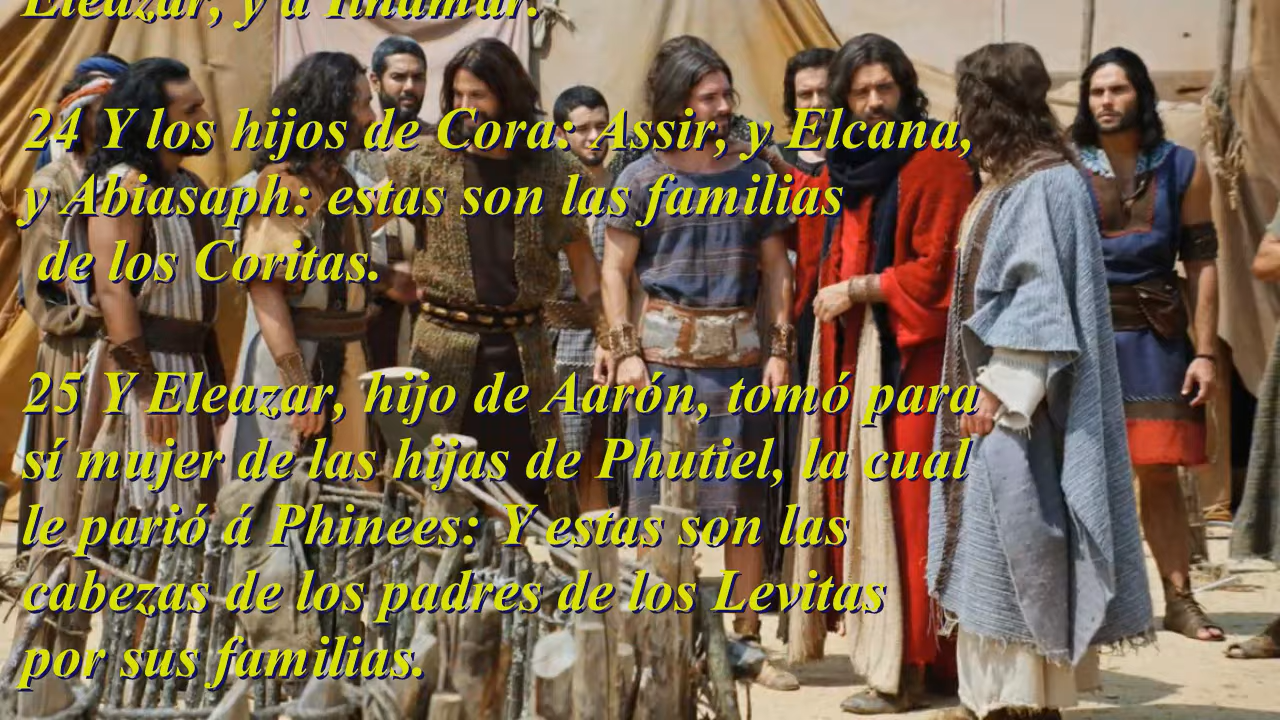 Eleazar, y á Ithamar.
24 Y los hijos de Cora: Assir, y Elcana,
y Abiasaph: estas son las familias
de los Coritas.
25 Y Eleazar, hijo de Aarón, tomó para
sí mujer de las hijas de Phutiel, la cual
le parió á Phinees: Y estas son las
cabezas de los padres de los Levitas
por sus familias.